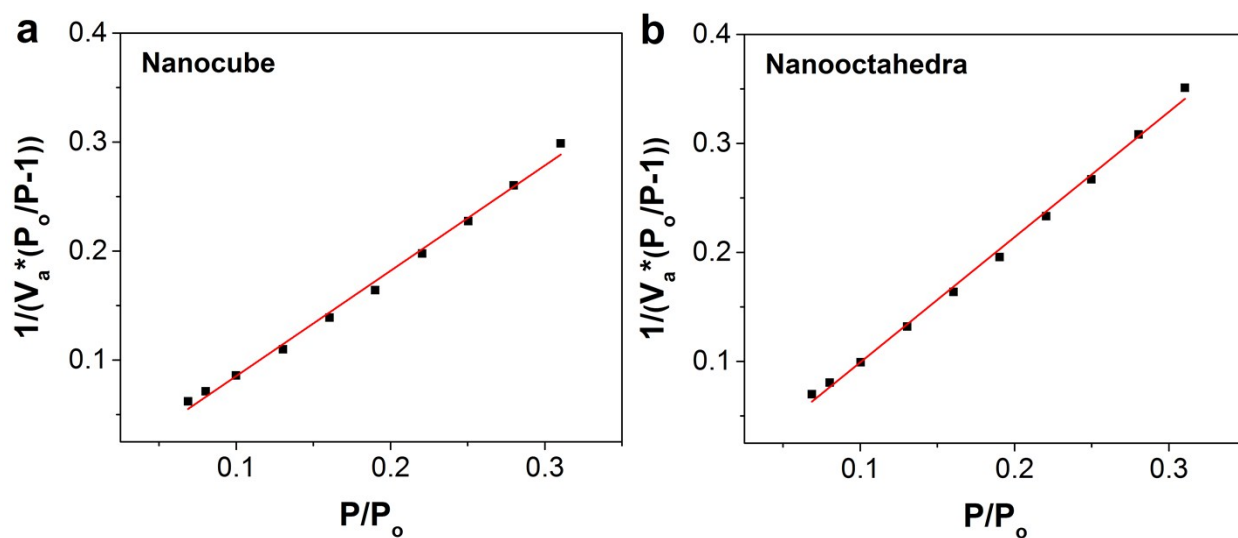 a
Nanocube
0.4
0.3
0.2
0.1
1/(Vₐ*(Pₒ/P-1))
0.1 0.2 0.3
P/Pₒ
b
Nanooctahedra
0.4
0.3
0.2
0.1
1/(Vₐ*(Pₒ/P-1))
0.1 0.2 0.3
P/Pₒ